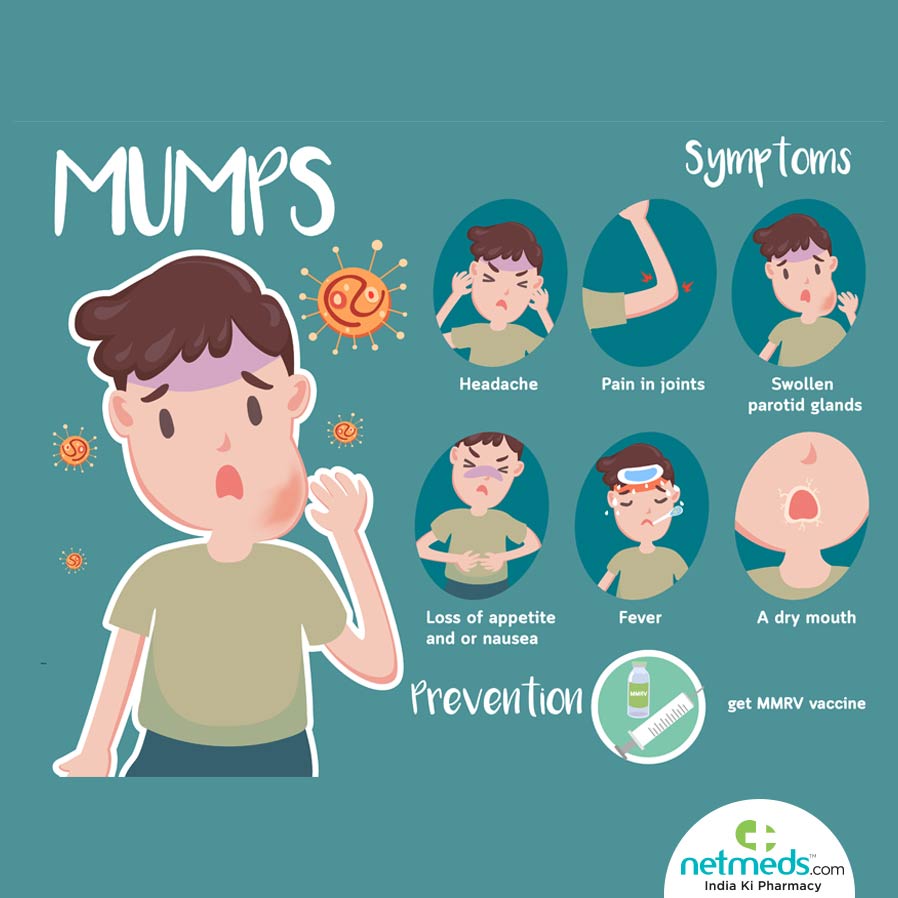 MUMPS
Symptoms
Headache
Pain in joints
Swollen
parotid glands
Loss of appetite
and or nausea
Fever
A dry mouth
Prevention
MMRV
get MMRV vaccine
netmeds.com™
India Ki Pharmacy